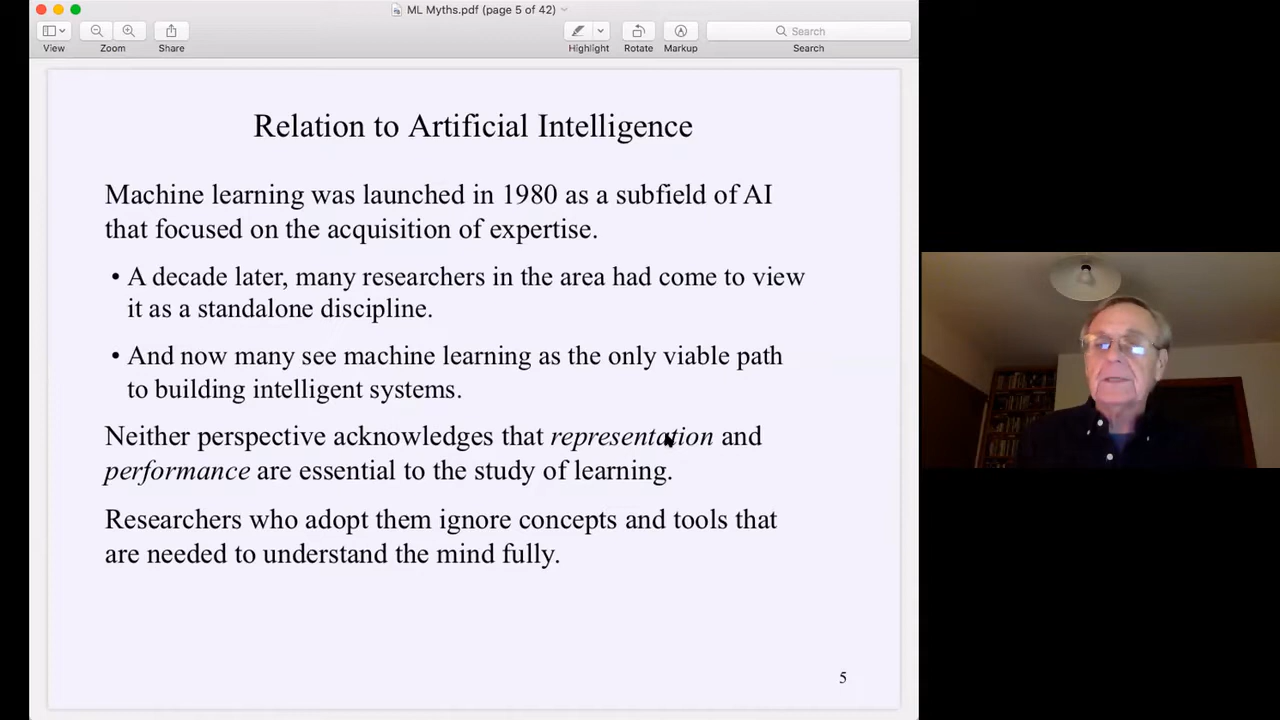 ML Myths.pdf (page 5 of 42)
View
Zoom
Share
Highlight
Rotate
Markup
Search
Search
Relation to Artificial Intelligence
Machine learning was launched in 1980 as a subfield of AI
that focused on the acquisition of expertise.
• A decade later, many researchers in the area had come to view
it as a standalone discipline.
• And now many see machine learning as the only viable path
to building intelligent systems.
Neither perspective acknowledges that representation and
performance are essential to the study of learning.
Researchers who adopt them ignore concepts and tools that
are needed to understand the mind fully.
5